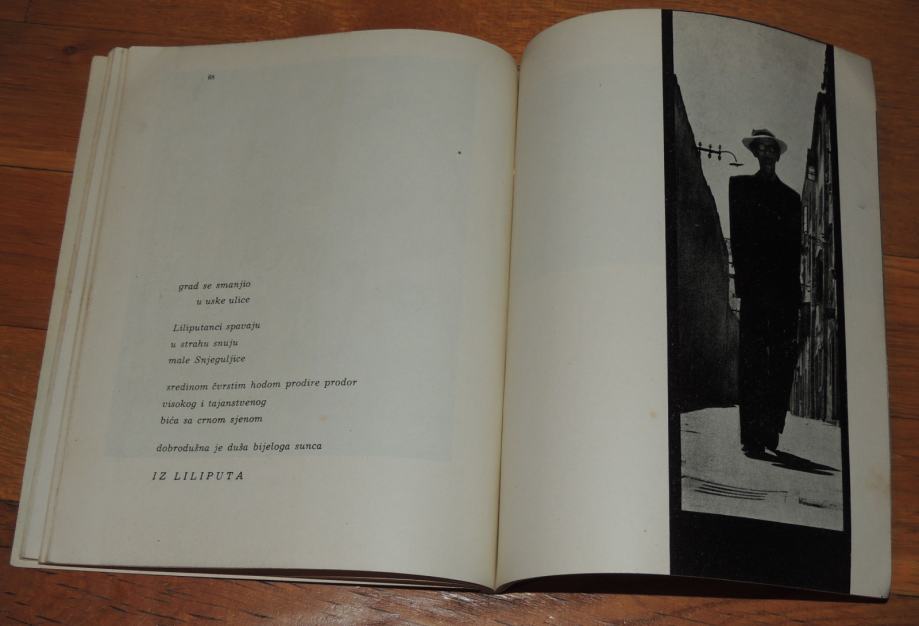 grad se smanjio
u uske ulice
Liliputanci spavaju
u strahu snuju
male Snjeguljice
sredinom čvrstim hodom prodire prodor
visokog i tajanstvenog
bića sa crnom sjenom
dobrodušna je duša bijeloga sunca
IZ LILIPUTA